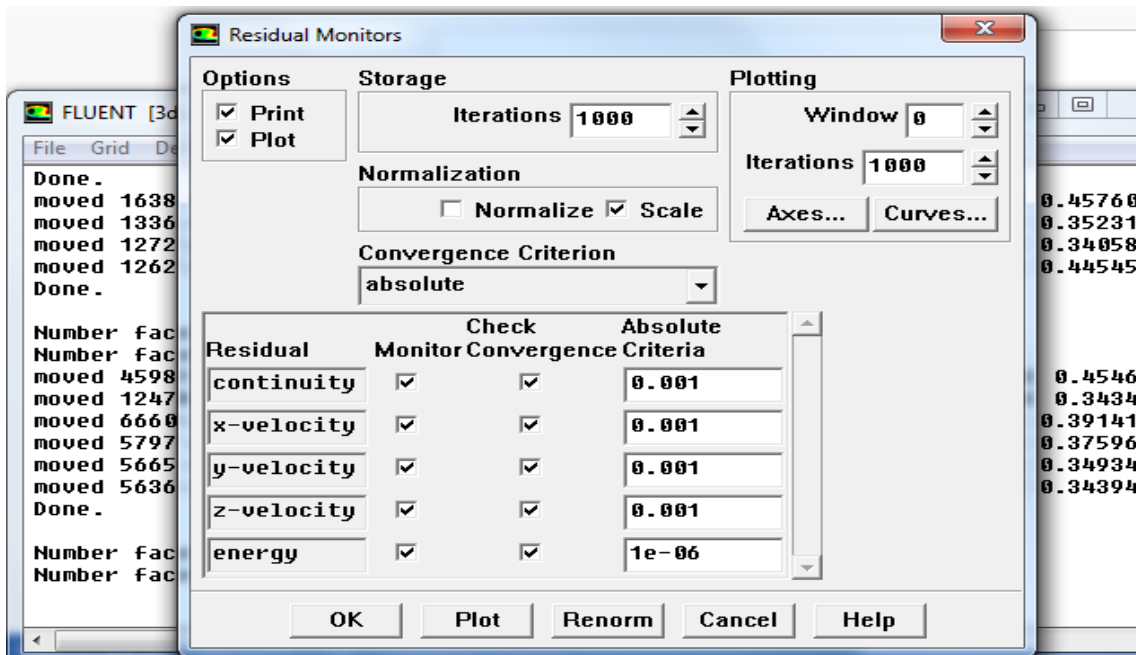 Residual Monitors
Options
Print
Plot
Storage
Iterations 1000
Normalization
Normalize Scale
Convergence Criterion
absolute
Plotting
Window 0
Iterations 1000
Axes... Curves...
Residual Monitor Check Convergence Absolute Criteria
continuity 0.001
x-velocity 0.001
y-velocity 0.001
z-velocity 0.001
energy 1e-06
OK Plot Renorm Cancel Help
FLUENT [3d
File Grid De
Done.
moved 1638 0.45760
moved 1336 0.35231
moved 1272 0.34058
moved 1262 0.44545
Done.
Number fac
Number fac
moved 4598 0.4546
moved 1247 0.3434
moved 6660 0.39141
moved 5797 0.37596
moved 5665 0.34934
moved 5636 0.34394
Done.
Number fac
Number fac